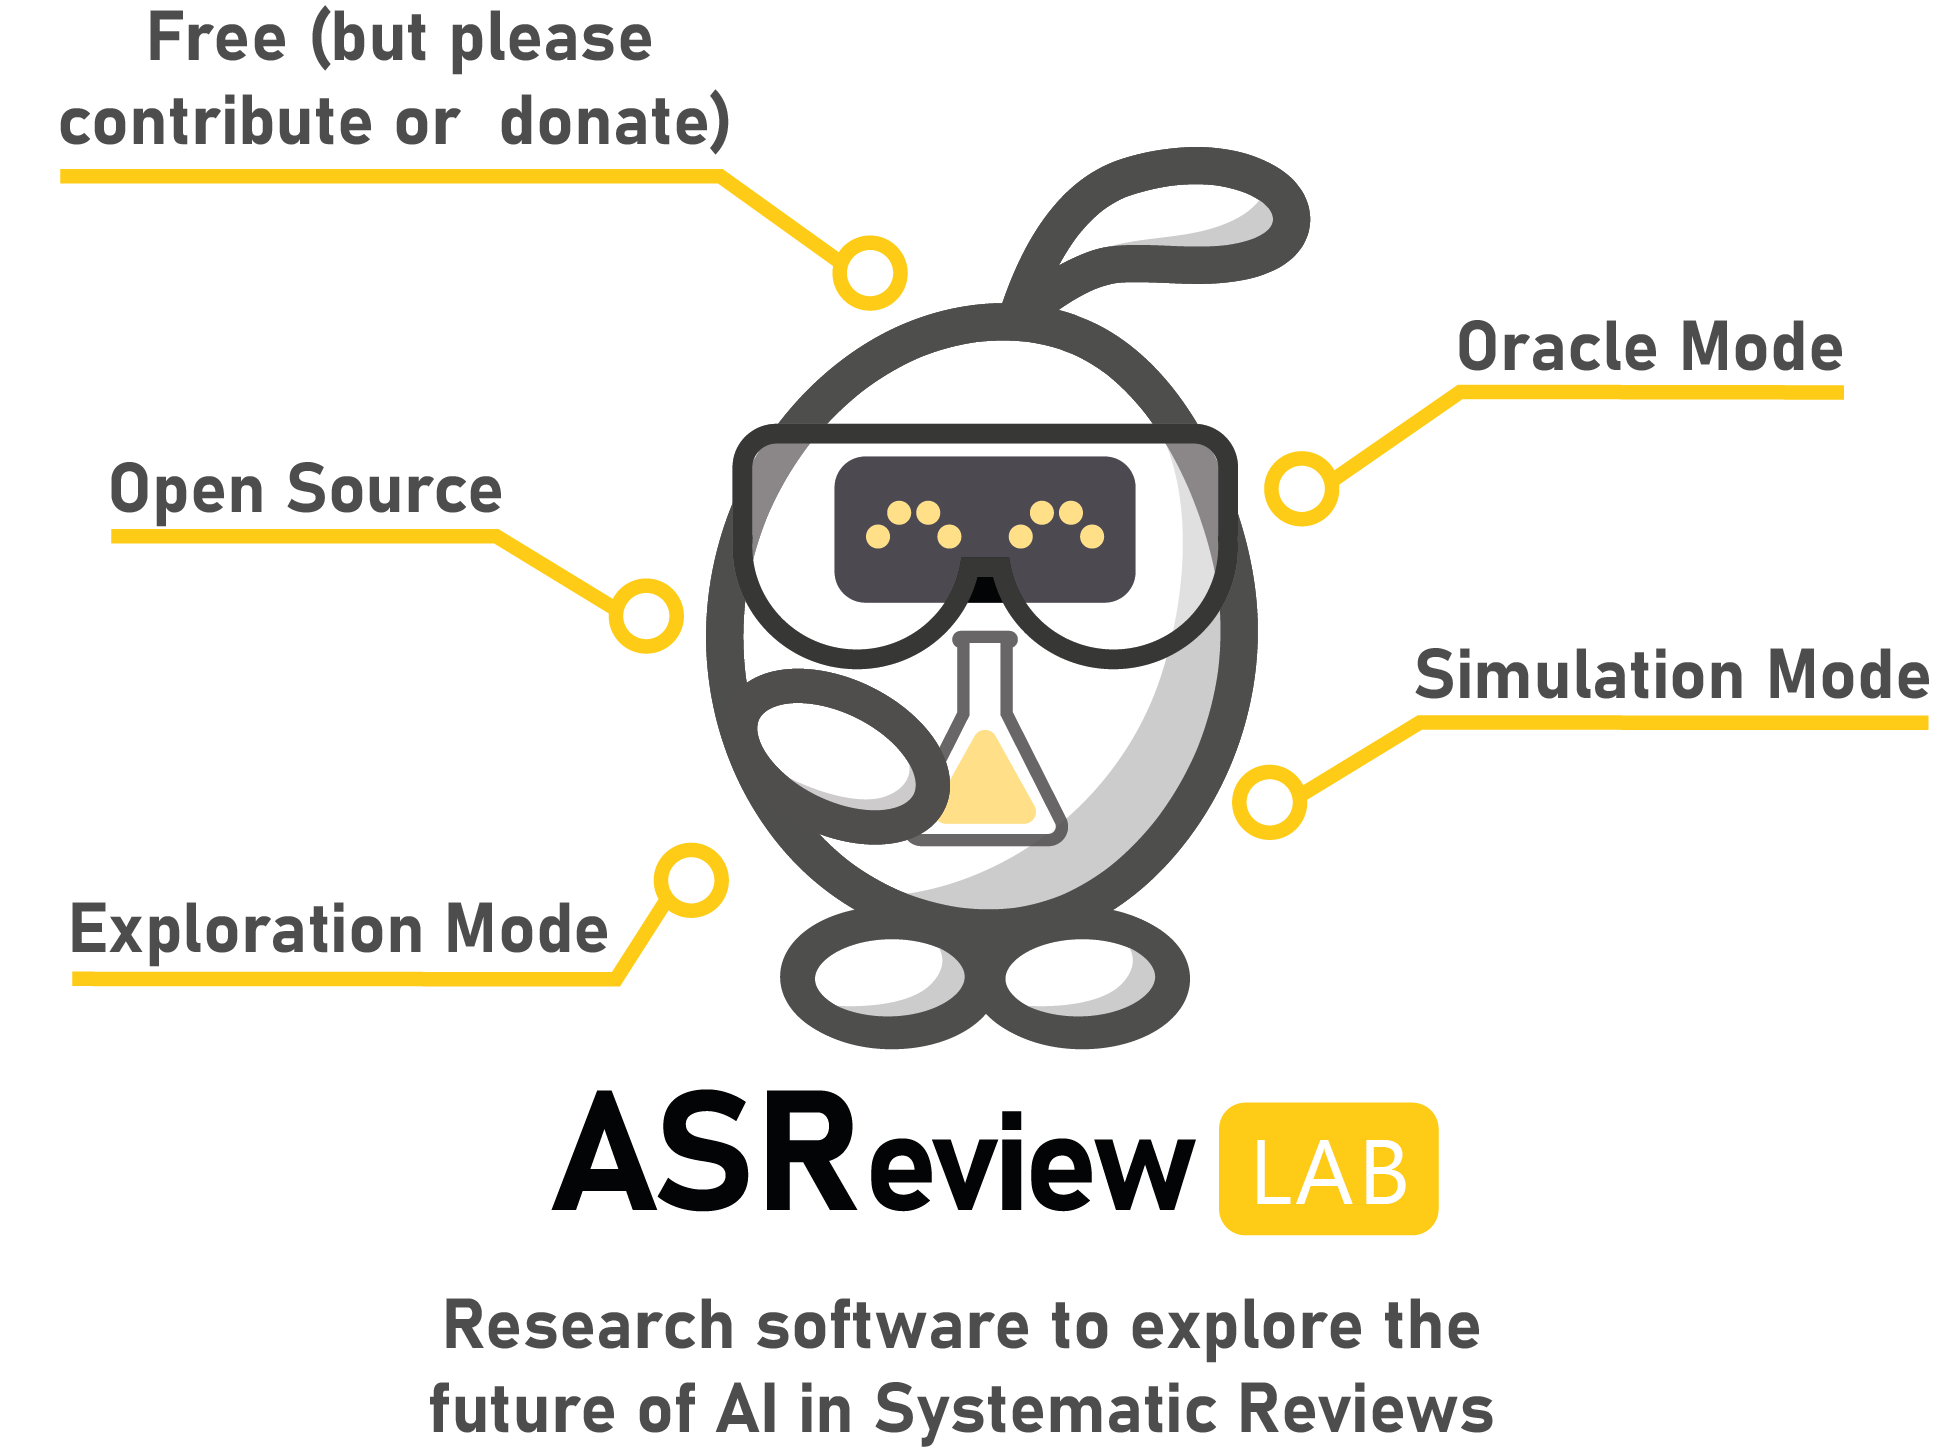 Free (but please
contribute or  donate)
Oracle Mode
Open Source
Simulation Mode
Exploration Mode
ASReview LAB
Research software to explore the
future of AI in Systematic Reviews